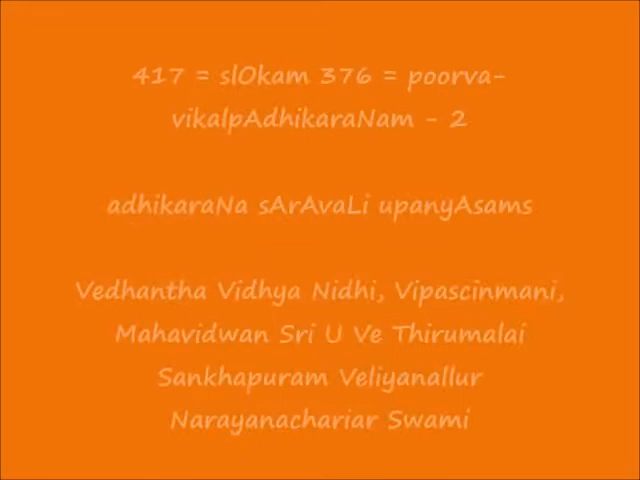 417 = slOkam 376 = poorva-
vikalpAdhikaraNam - 2
adhikaraNa sArAvaLi upanyAsams
Vedhantha Vidhya Nidhi, Vipascinmani,
Mahavidwan Sri U Ve Thirumalai
Sankhapuram Veliyanallur
Narayanachariar Swami